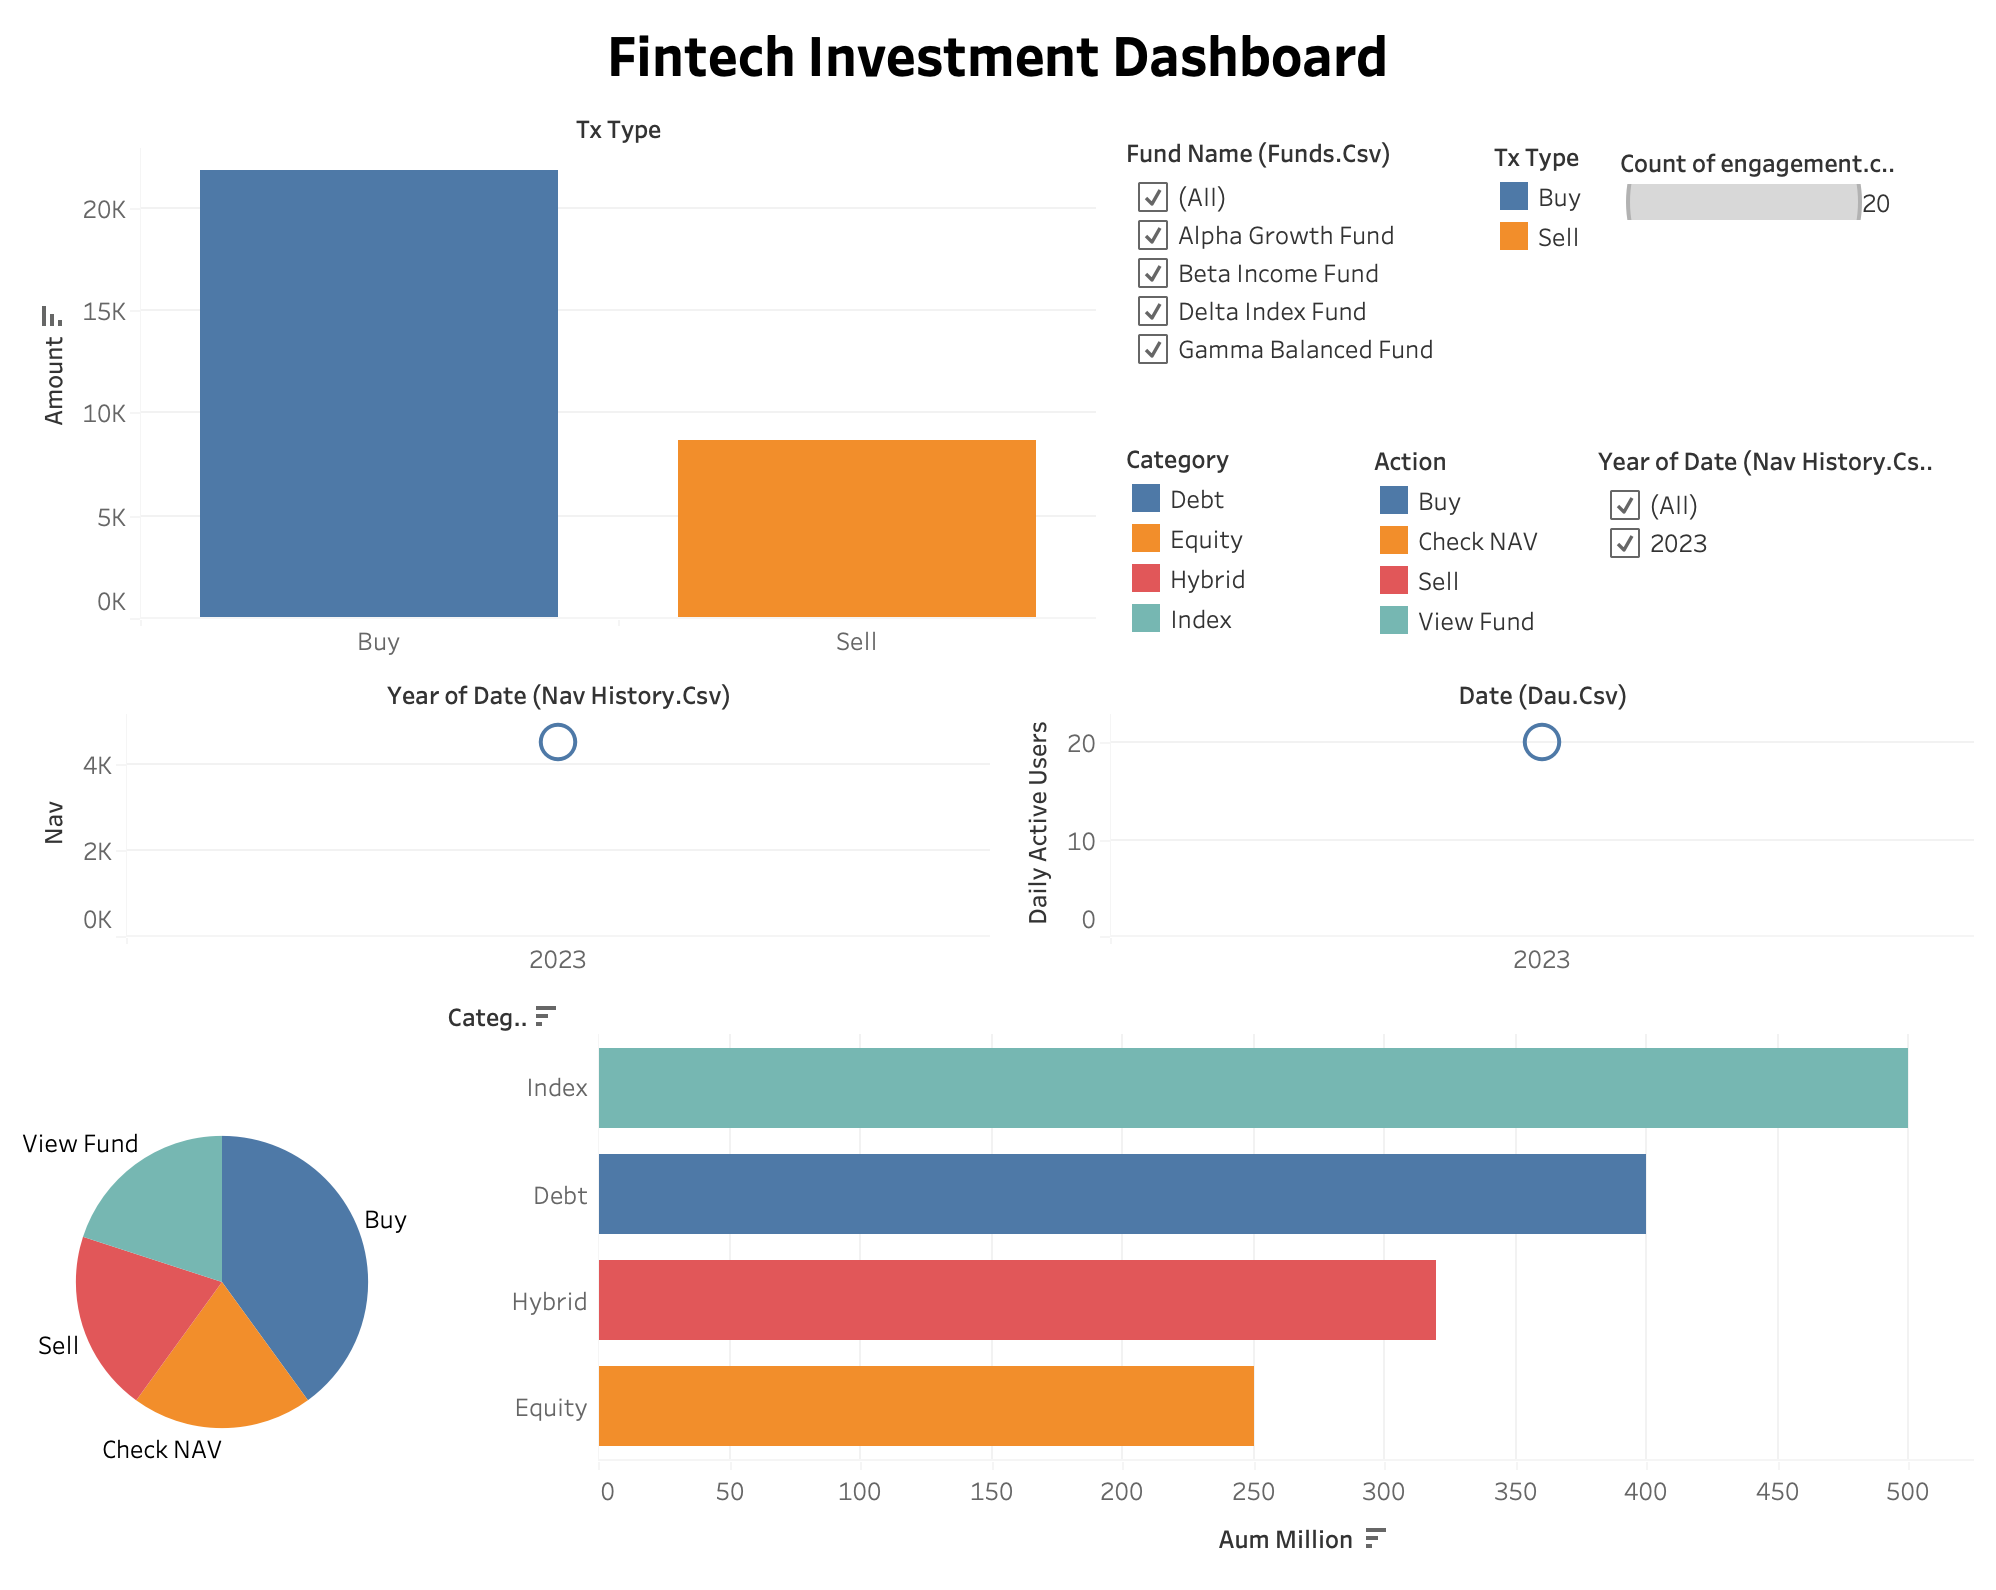 Fintech Investment Dashboard
Tx Type
Amount
20K
15K
10K
5K
0K
Buy
Sell
Fund Name (Funds.Csv)
(All)
Alpha Growth Fund
Beta Income Fund
Delta Index Fund
Gamma Balanced Fund
Tx Type
Buy
Sell
Count of engagement.c..
20
Category
Debt
Equity
Hybrid
Index
Action
Buy
Check NAV
Sell
View Fund
Year of Date (Nav History.Cs..
(All)
2023
Year of Date (Nav History.Csv)
Nav
4K
2K
0K
2023
Date (Dau.Csv)
Daily Active Users
20
10
0
2023
View Fund
Buy
Sell
Check NAV
Categ..
Index
Debt
Hybrid
Equity
0 50 100 150 200 250 300 350 400 450 500
Aum Million